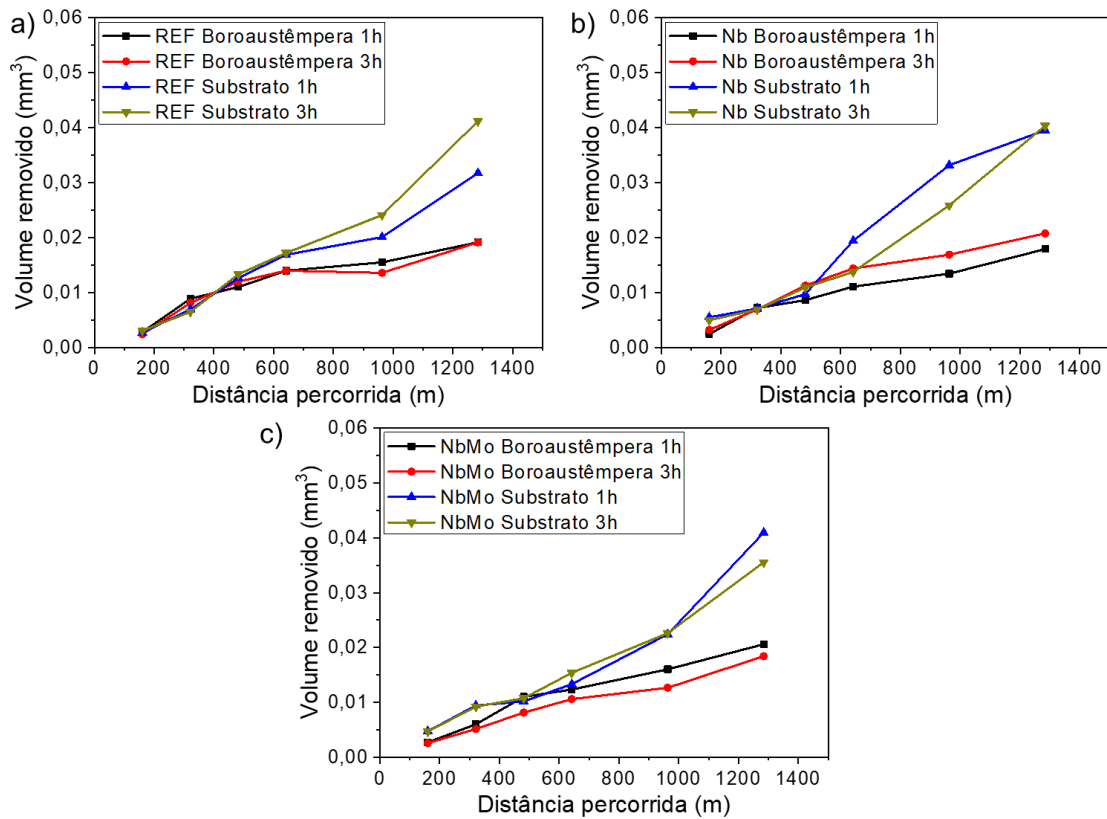 a)
REF Boroaustêmpera 1h
REF Boroaustêmpera 3h
REF Substrato 1h
REF Substrato 3h
Volume removido (mm³)
0,06
0,05
0,04
0,03
0,02
0,01
0,00
0 200 400 600 800 1000 1200 1400
Distância percorrida (m)
b)
Nb Boroaustêmpera 1h
Nb Boroaustêmpera 3h
Nb Substrato 1h
Nb Substrato 3h
Volume removido (mm³)
0,06
0,05
0,04
0,03
0,02
0,01
0,00
0 200 400 600 800 1000 1200 1400
Distância percorrida (m)
c)
NbMo Boroaustêmpera 1h
NbMo Boroaustêmpera 3h
NbMo Substrato 1h
NbMo Substrato 3h
Volume removido (mm³)
0,06
0,05
0,04
0,03
0,02
0,01
0,00
0 200 400 600 800 1000 1200 1400
Distância percorrida (m)